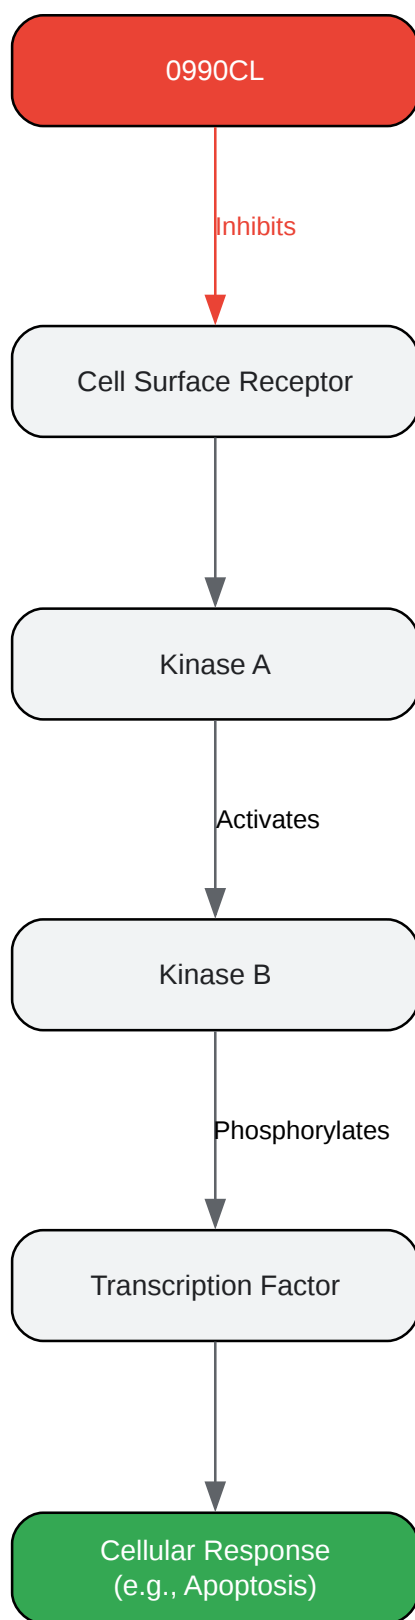 0990CL
Inhibits
Cell Surface Receptor
Kinase A
Activates
Kinase B
Phosphorylates
Transcription Factor
Cellular Response
(e.g., Apoptosis)